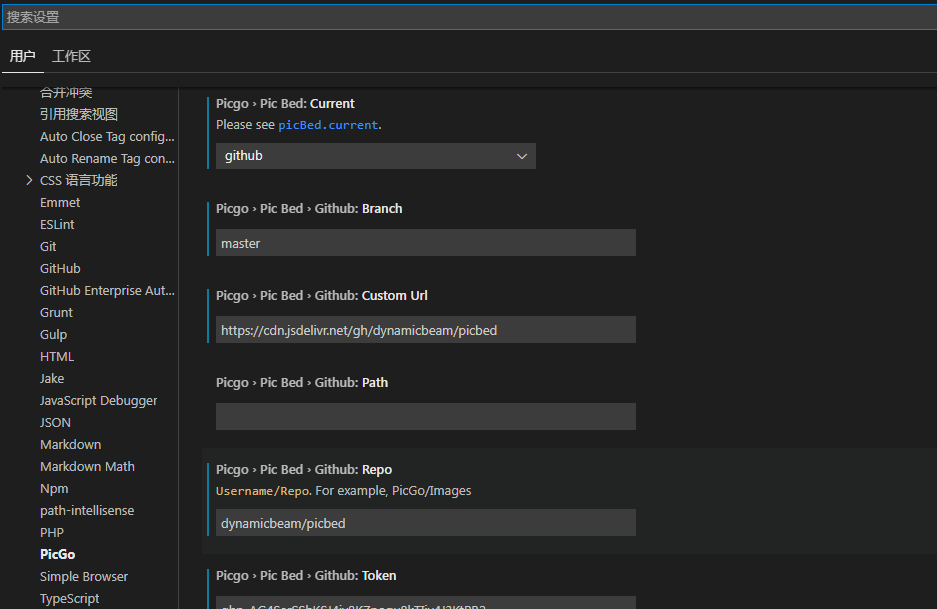 搜索设置
用户 工作区
合并冲突
引用搜索视图
Auto Close Tag config...
Auto Rename Tag con...
CSS 语言功能
Emmet
ESLint
Git
GitHub
GitHub Enterprise Aut...
Grunt
Gulp
HTML
Jake
JavaScript Debugger
JSON
Markdown
Markdown Math
Npm
path-intellisense
PHP
PicGo
Simple Browser
TypeScript
Picgo › Pic Bed: Current
Please see picBed.current.
github
Picgo › Pic Bed › Github: Branch
master
Picgo › Pic Bed › Github: Custom Url
https://cdn.jsdelivr.net/gh/dynamicbeam/picbed
Picgo › Pic Bed › Github: Path
Picgo › Pic Bed › Github: Repo
Username/Repo. For example, PicGo/Images
dynamicbeam/picbed
Picgo › Pic Bed › Github: Token